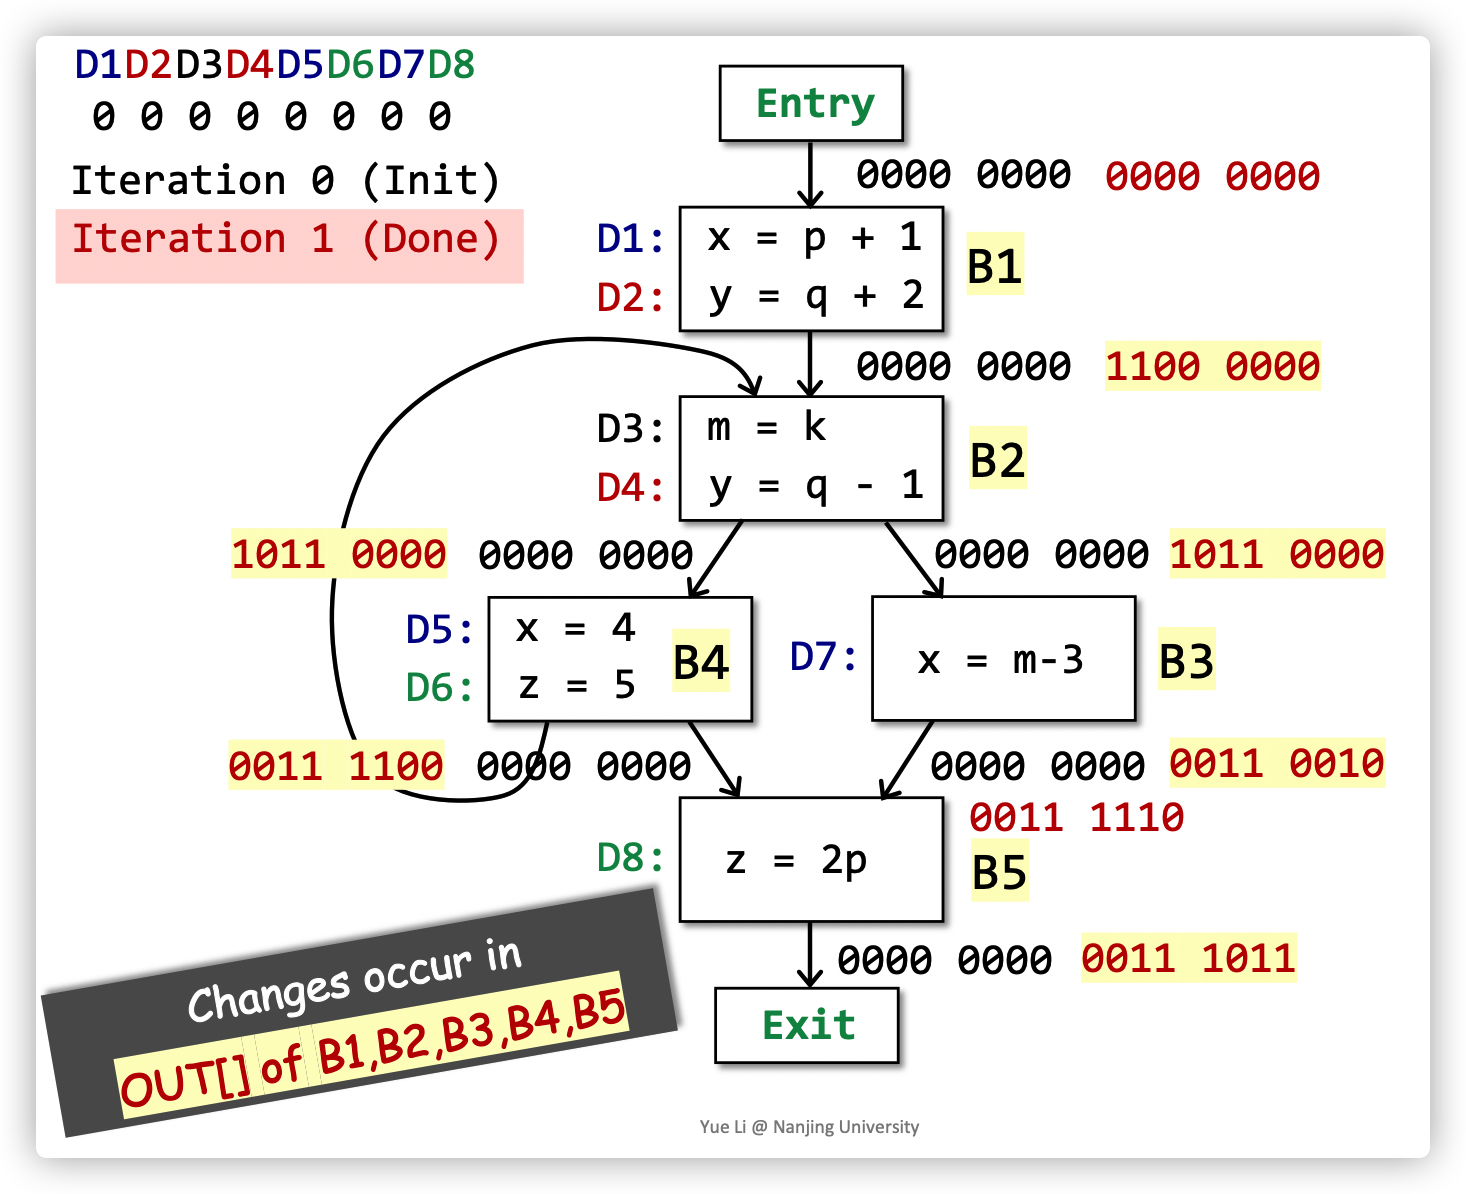 D1D2D3D4D5D6D7D8
0 0 0 0 0 0 0 0
Iteration 0 (Init)
Iteration 1 (Done)
Entry
0000 0000 0000 0000
D1: x = p + 1
D2: y = q + 2
B1
0000 0000 1100 0000
D3: m = k
D4: y = q - 1
B2
1011 0000 0000 0000
0000 0000 1011 0000
D5: x = 4
D6: z = 5
B4
D7: x = m-3
B3
0011 1100 0000 0000
0000 0000 0011 0010
0011 1110
D8: z = 2p
B5
0000 0000 0011 1011
Exit
Changes occur in
OUT[] of B1,B2,B3,B4,B5
Yue Li @ Nanjing University